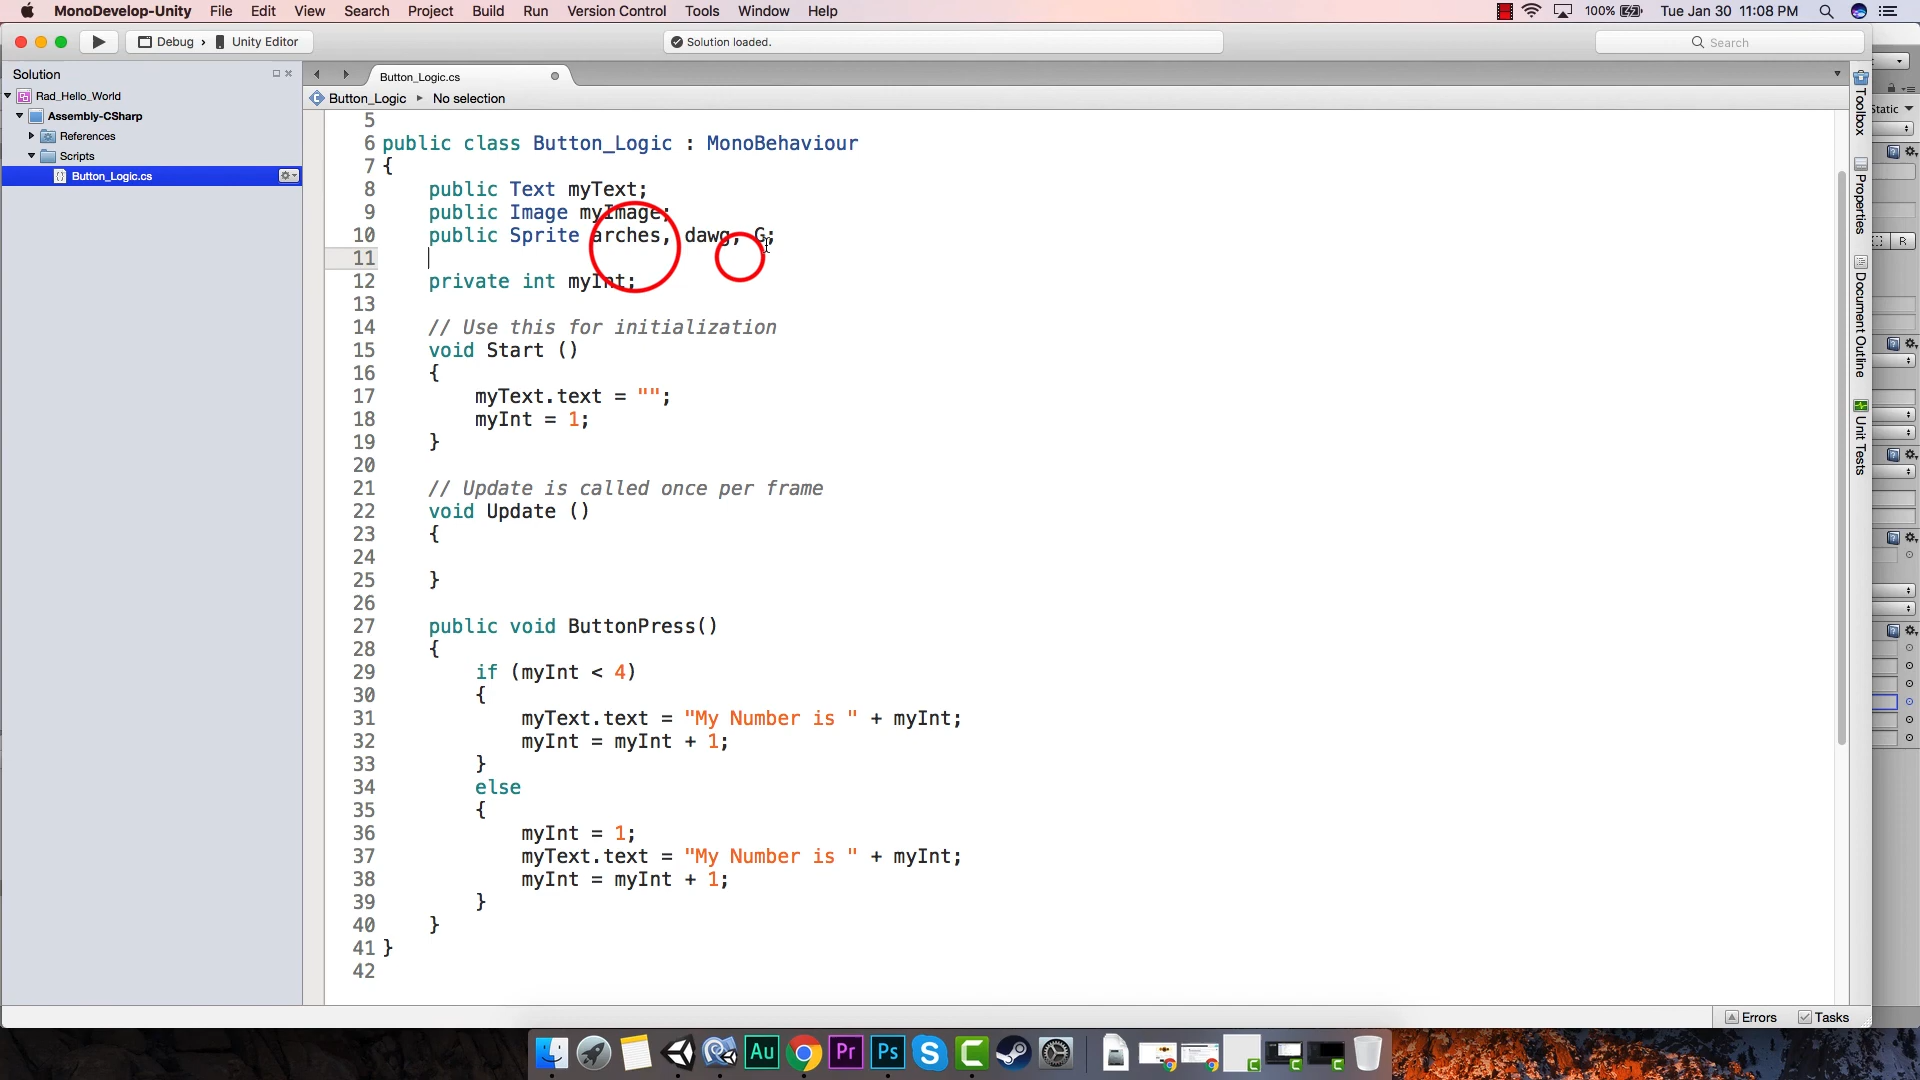 MonoDevelop-Unity File Edit View Search Project Build Run Version Control Tools Window Help 100% Tue Jan 30 11:08 PM
Debug › Unity Editor Solution loaded. Search
Solution Button_Logic.cs
Rad_Hello_World Button_Logic ▸ No selection
Assembly-CSharp
References
Scripts
Button_Logic.cs
5
6 public class Button_Logic : MonoBehaviour
7 {
8 public Text myText;
9 public Image myImage;
10 public Sprite arches, dawg, G;
11
12 private int myInt;
13
14 // Use this for initialization
15 void Start ()
16 {
17 myText.text = "";
18 myInt = 1;
19 }
20
21 // Update is called once per frame
22 void Update ()
23 {
24
25 }
26
27 public void ButtonPress()
28 {
29 if (myInt < 4)
30 {
31 myText.text = "My Number is " + myInt;
32 myInt = myInt + 1;
33 }
34 else
35 {
36 myInt = 1;
37 myText.text = "My Number is " + myInt;
38 myInt = myInt + 1;
39 }
40 }
41 }
42
Toolbox
Properties
Document Outline
Unit Tests
R
Errors Tasks
Au Pr Ps